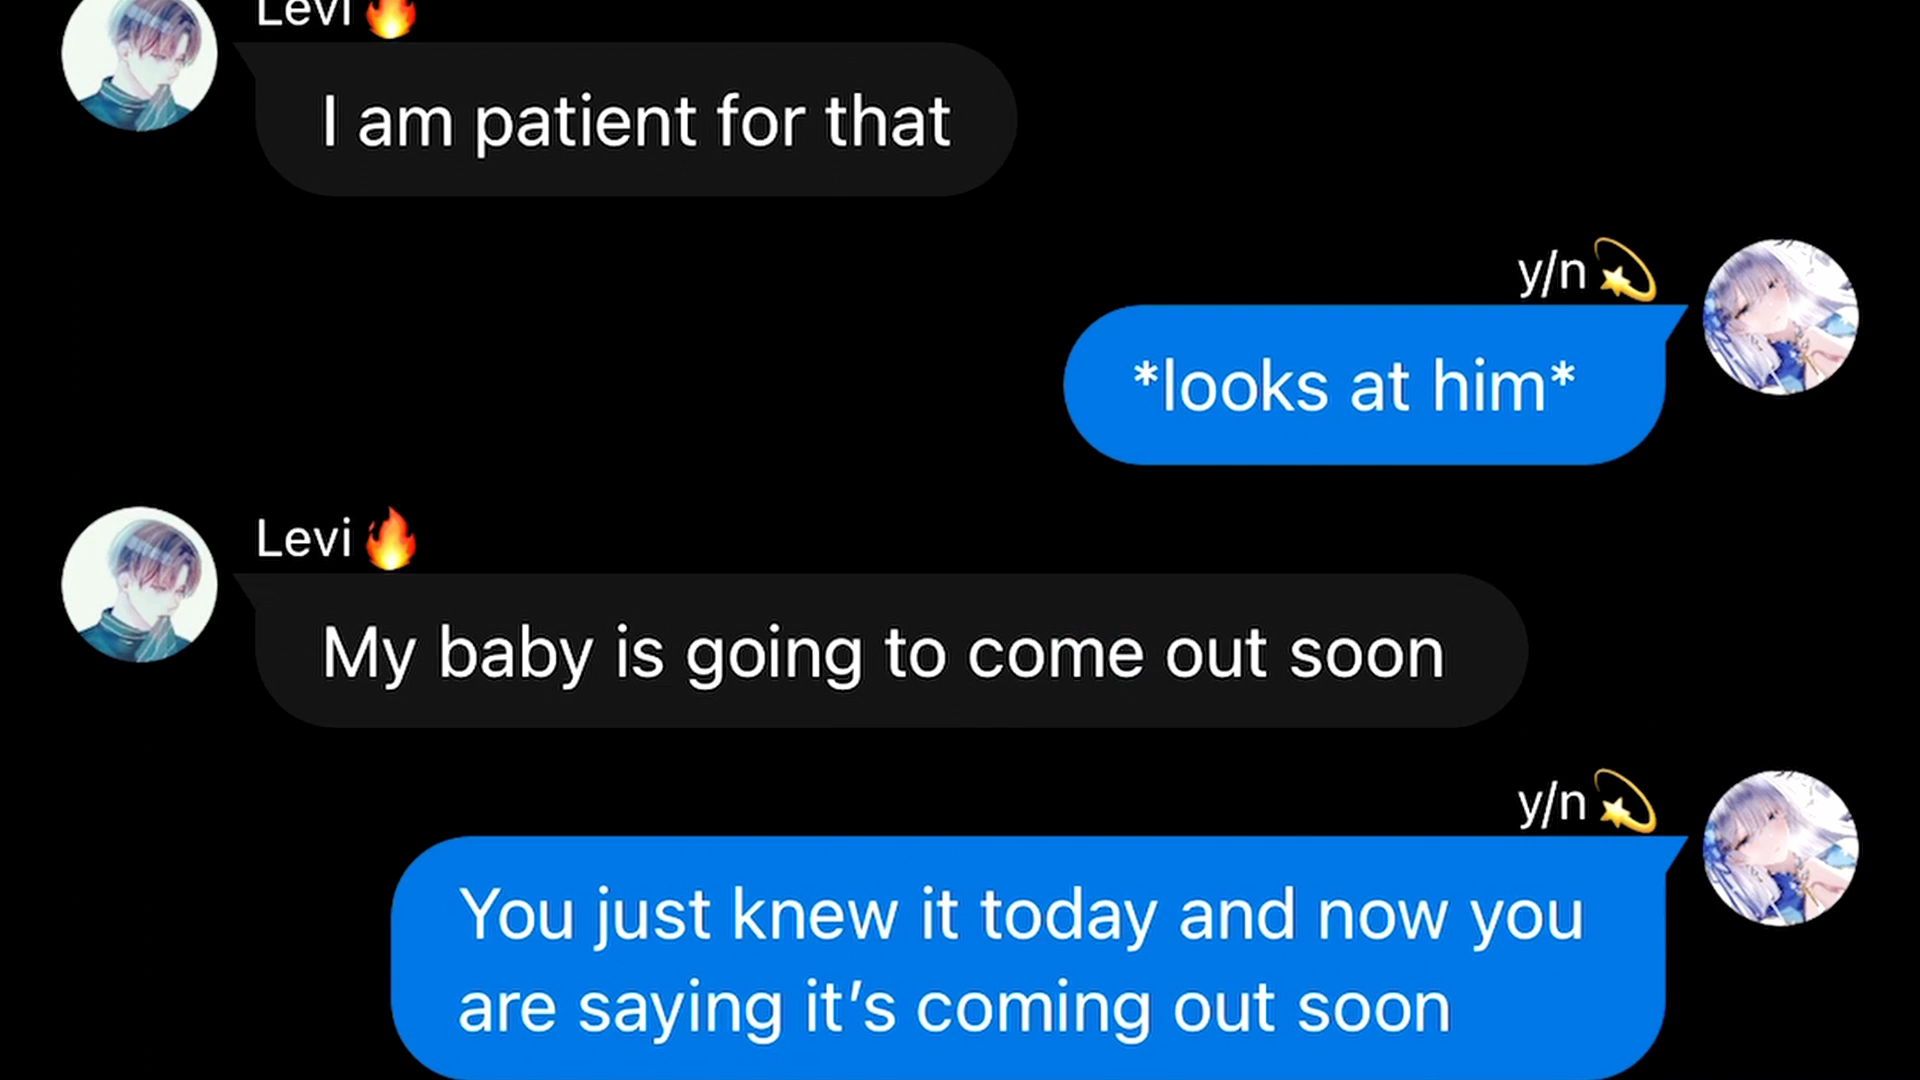 Levi🔥
I am patient for that
y/n💫
*looks at him*
Levi🔥
My baby is going to come out soon
y/n💫
You just knew it today and now you
are saying it’s coming out soon